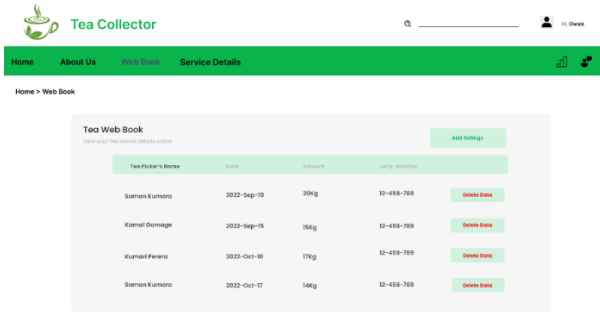 Tea Collector
Hi, Owais
Home About Us Web Book Service Details
Home > Web Book
Tea Web Book
View your Tea leaves details online
Add Settings
Tea Picker's Name Date Amount Lorry Number
Saman Kumara 2022-Sep-10 20Kg 12-458-789 Delete Data
Kamal Gamage 2022-Sep-15 15Kg 12-458-789 Delete Data
Kumari Perera 2022-Oct-10 17Kg 12-458-789 Delete Data
Saman Kumara 2022-Oct-17 14Kg 12-458-789 Delete Data